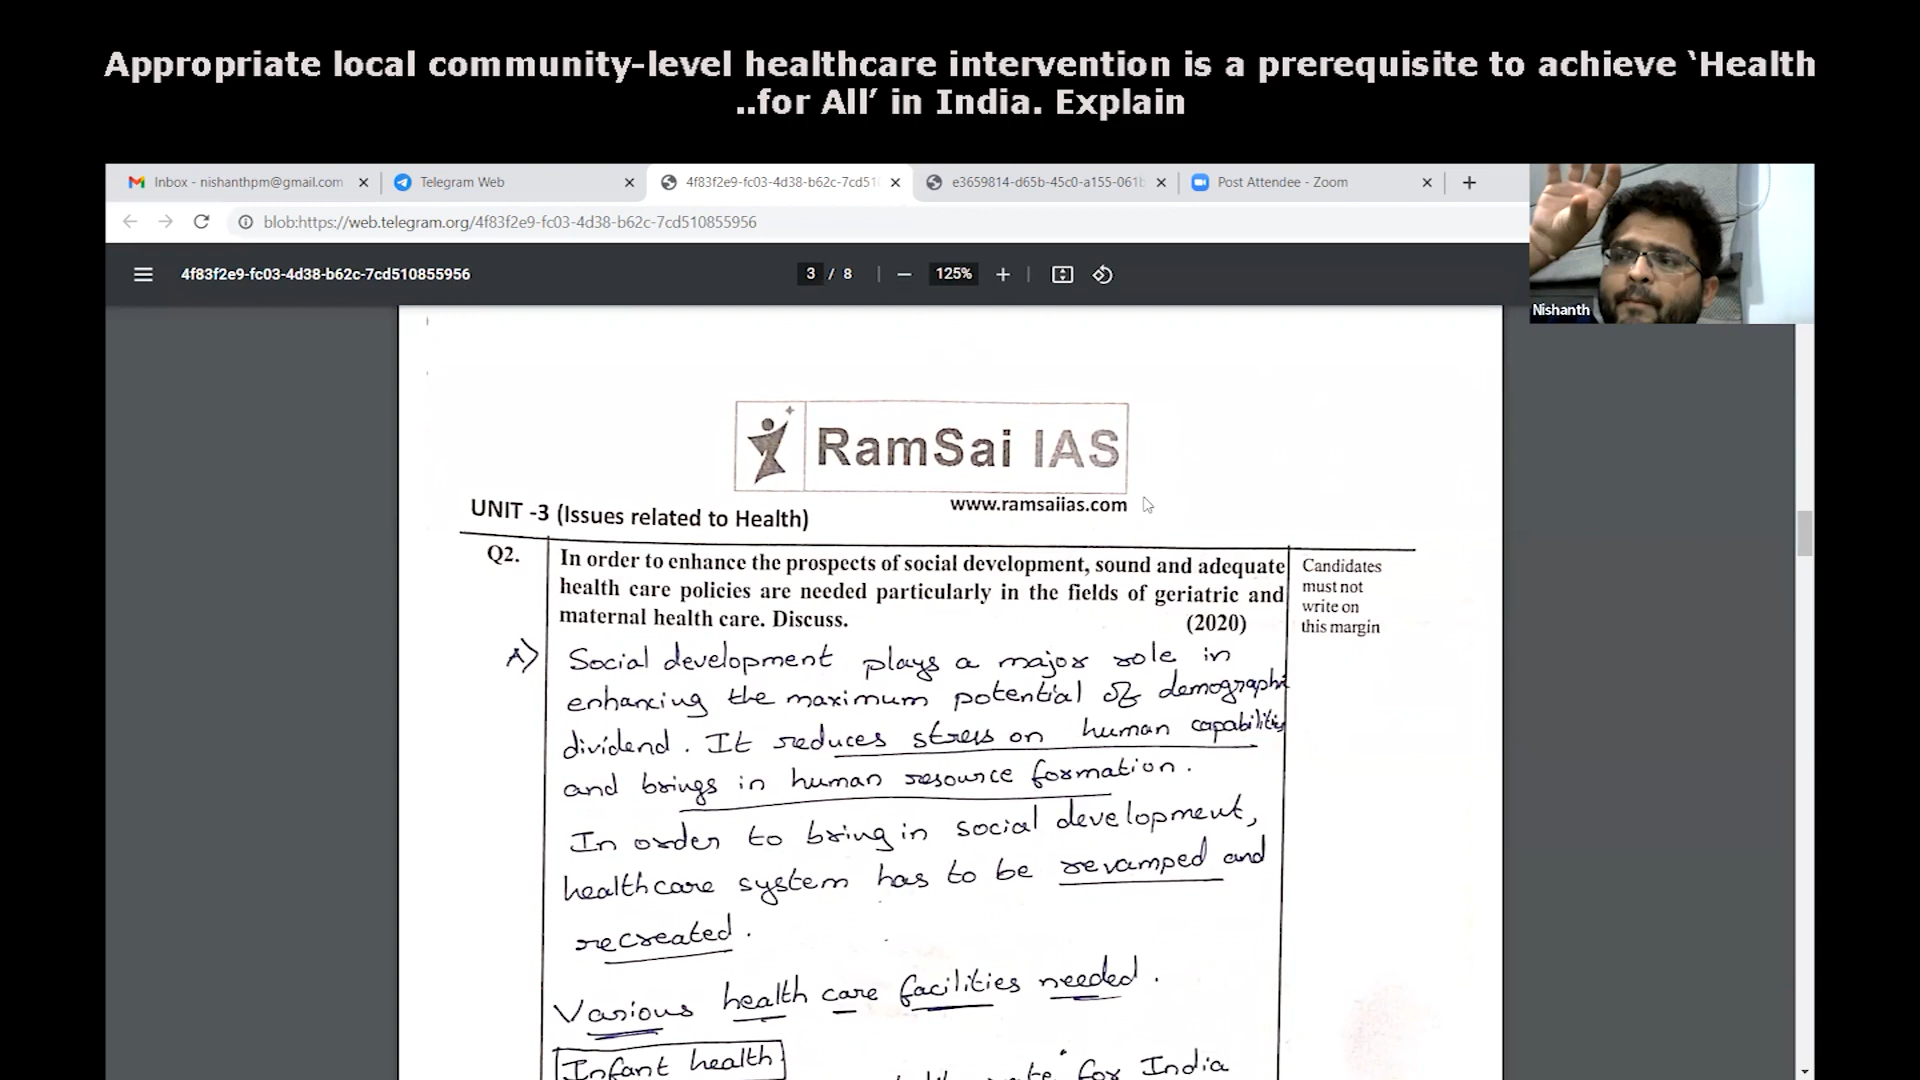 Appropriate local community-level healthcare intervention is a prerequisite to achieve ‘Health
..for All’ in India. Explain
Inbox - nishanthpm@gmail.com
Telegram Web
4f83f2e9-fc03-4d38-b62c-7cd51
e3659814-d65b-45c0-a155-061b
Post Attendee - Zoom
blob:https://web.telegram.org/4f83f2e9-fc03-4d38-b62c-7cd510855956
4f83f2e9-fc03-4d38-b62c-7cd510855956
3 / 8
125%
Nishanth
RamSai IAS
www.ramsaiias.com
UNIT -3 (Issues related to Health)
Q2. In order to enhance the prospects of social development, sound and adequate
health care policies are needed particularly in the fields of geriatric and
maternal health care. Discuss. (2020)
Candidates
must not
write on
this margin
A) Social development plays a major role in
enhancing the maximum potential of demographi
dividend. It reduces stress on human capabilities
and brings in human resource formation.
In order to bring in social development,
healthcare system has to be revamped and
recreated.
Various health care facilities needed.
Infant health
for India